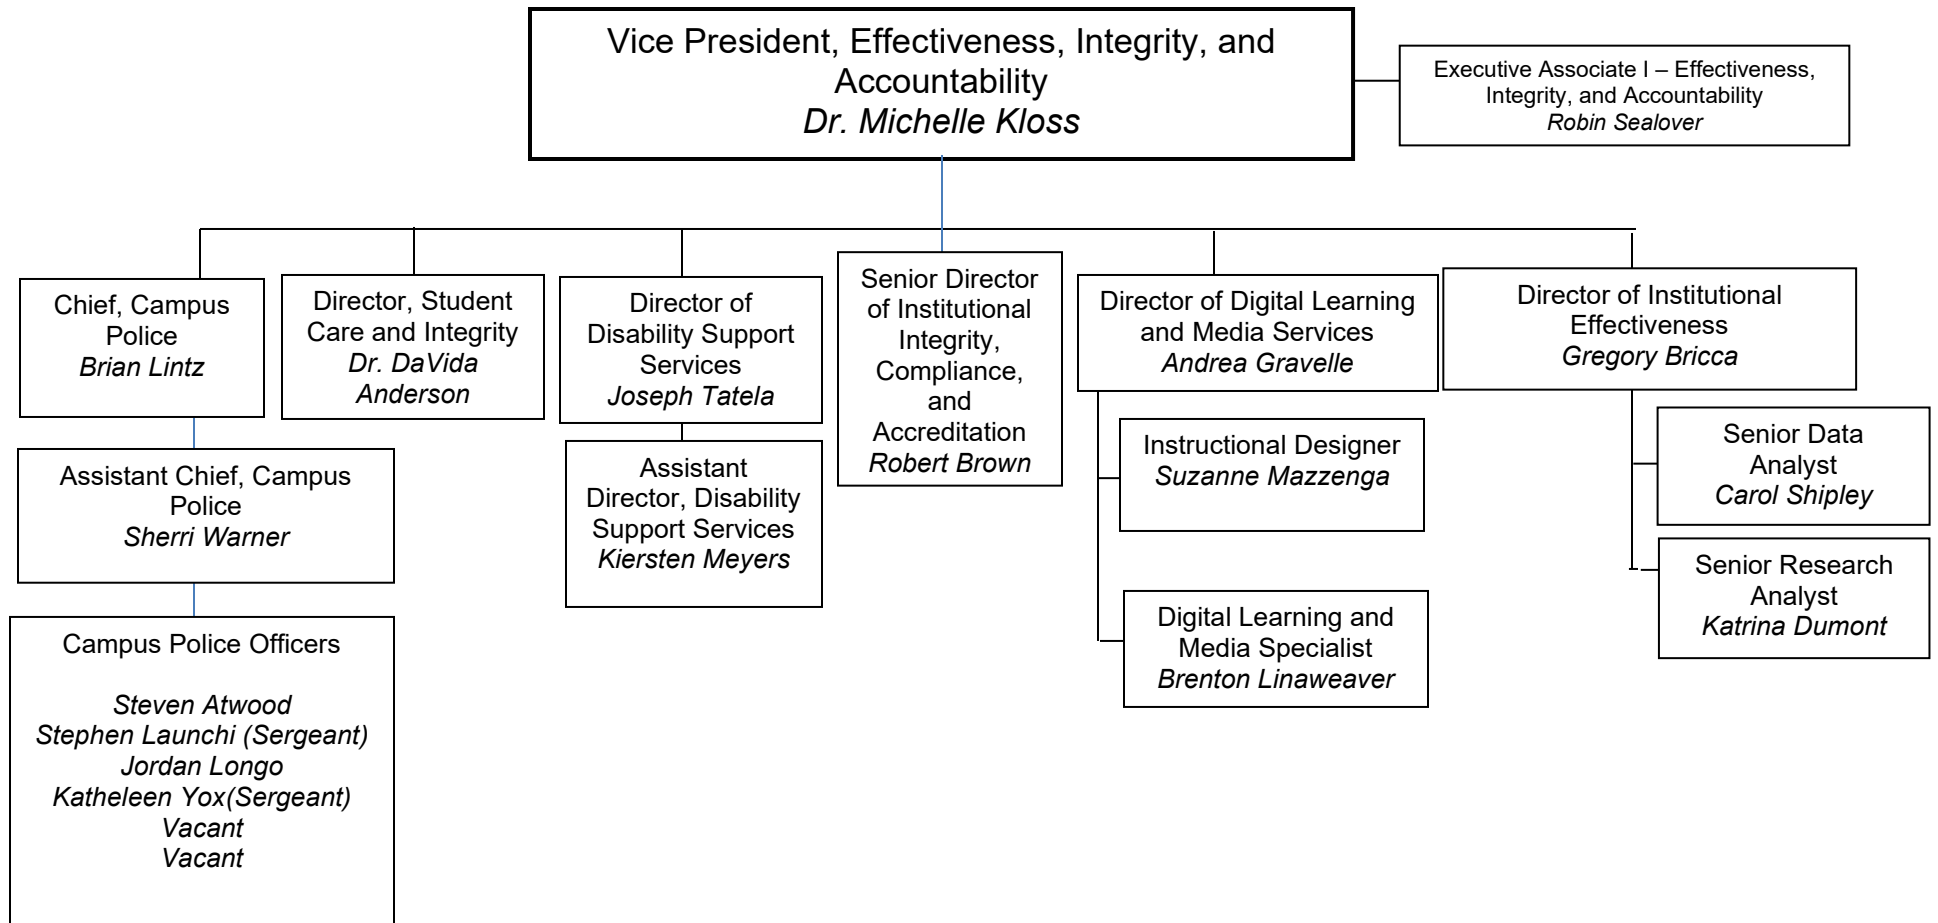 Vice President, Effectiveness, Integrity, and
Accountability
Dr. Michelle Kloss
Executive Associate I – Effectiveness,
Integrity, and Accountability
Robin Sealover
Chief, Campus
Police
Brian Lintz
Director, Student
Care and Integrity
Dr. DaVida
Anderson
Director of
Disability Support
Services
Joseph Tatela
Senior Director
of Institutional
Integrity,
Compliance,
and
Accreditation
Robert Brown
Director of Digital Learning
and Media Services
Andrea Gravelle
Director of Institutional
Effectiveness
Gregory Bricca
Assistant Chief, Campus
Police
Sherri Warner
Assistant
Director, Disability
Support Services
Kiersten Meyers
Instructional Designer
Suzanne Mazzenga
Senior Data
Analyst
Carol Shipley
Senior Research
Analyst
Katrina Dumont
Digital Learning and
Media Specialist
Brenton Linaweaver
Campus Police Officers
Steven Atwood
Stephen Launchi (Sergeant)
Jordan Longo
Katheleen Yox(Sergeant)
Vacant
Vacant